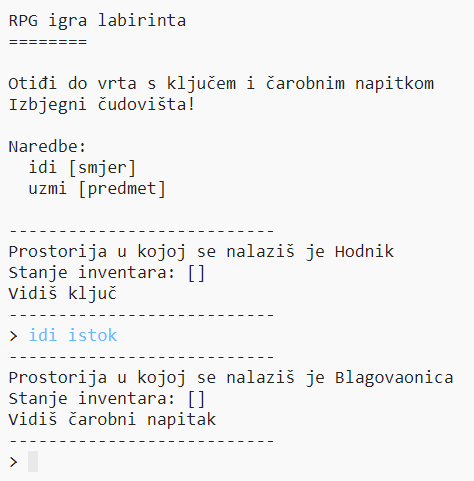 RPG igra labirinta
========
Otiđi do vrta s ključem i čarobnim napitkom
Izbjegni čudovišta!
Naredbe:
  idi [smjer]
  uzmi [predmet]
---------------------------
Prostorija u kojoj se nalaziš je Hodnik
Stanje inventara: []
Vidiš ključ
---------------------------
> idi istok
---------------------------
Prostorija u kojoj se nalaziš je Blagovaonica
Stanje inventara: []
Vidiš čarobni napitak
---------------------------
>